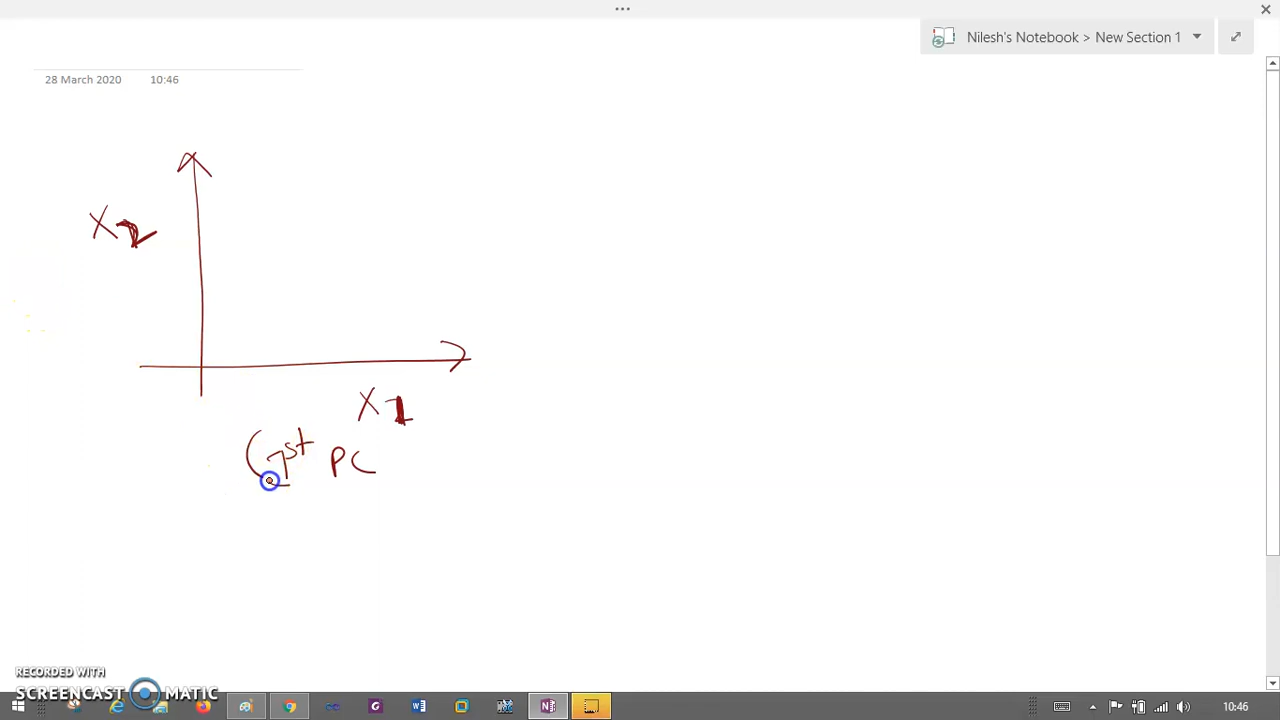 Nilesh's Notebook > New Section 1
28 March 2020 10:46
X2
X1
(1st PC
RECORDED WITH
SCREENCAST MATIC
10:46